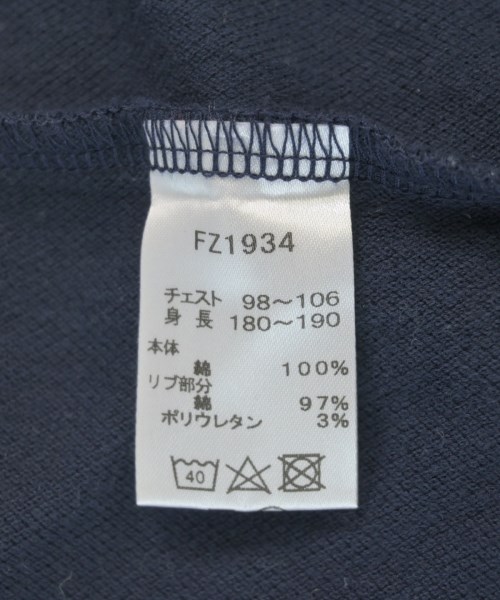 FZ1934
チェスト 98～106
身長 180～190
本体
綿 100%
リブ部分
綿 97%
ポリウレタン 3%
40